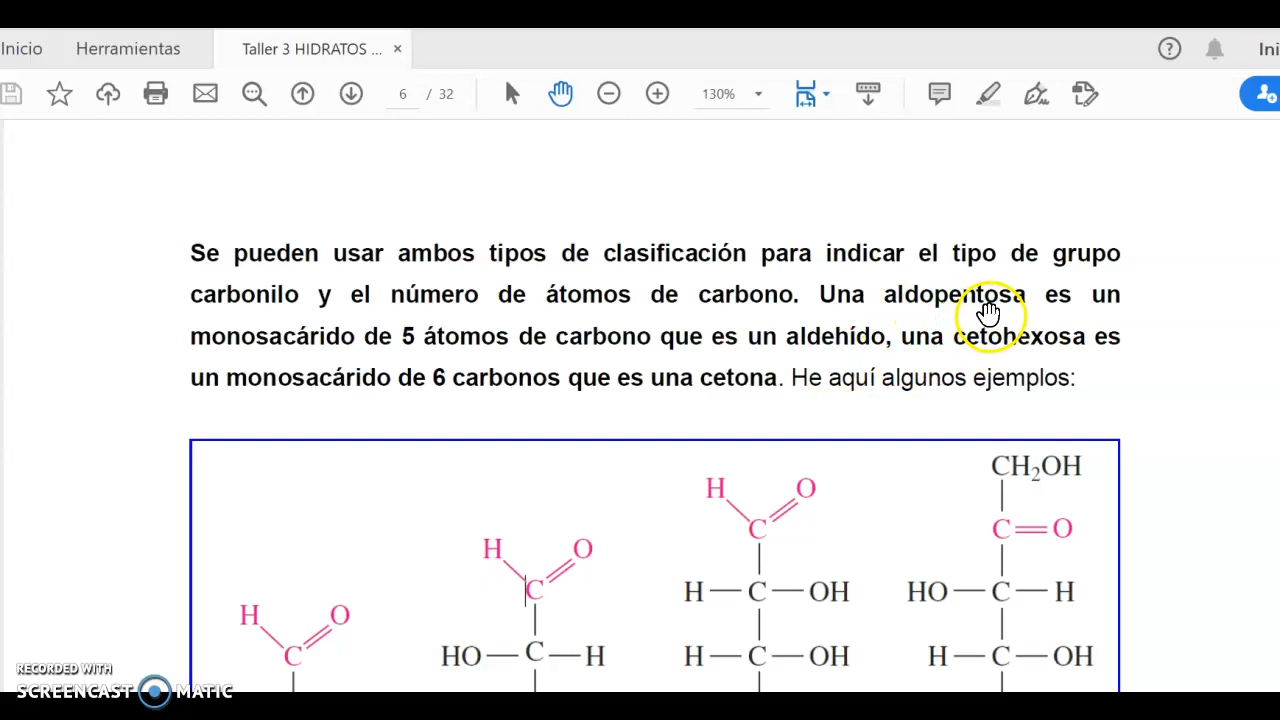 Inicio Herramientas Taller 3 HIDRATOS ... × ? Ini
6 / 32 130%
Se pueden usar ambos tipos de clasificación para indicar el tipo de grupo
carbonilo y el número de átomos de carbono. Una aldopentosa es un
monosacárido de 5 átomos de carbono que es un aldehído, una cetohexosa es
un monosacárido de 6 carbonos que es una cetona. He aquí algunos ejemplos:
CH₂OH
H O
C O
H O
C
H O
C
H C OH
HO C H
H O
C
HO C H
H C OH
H C OH
RECORDED WITH
SCREENCAST MATIC